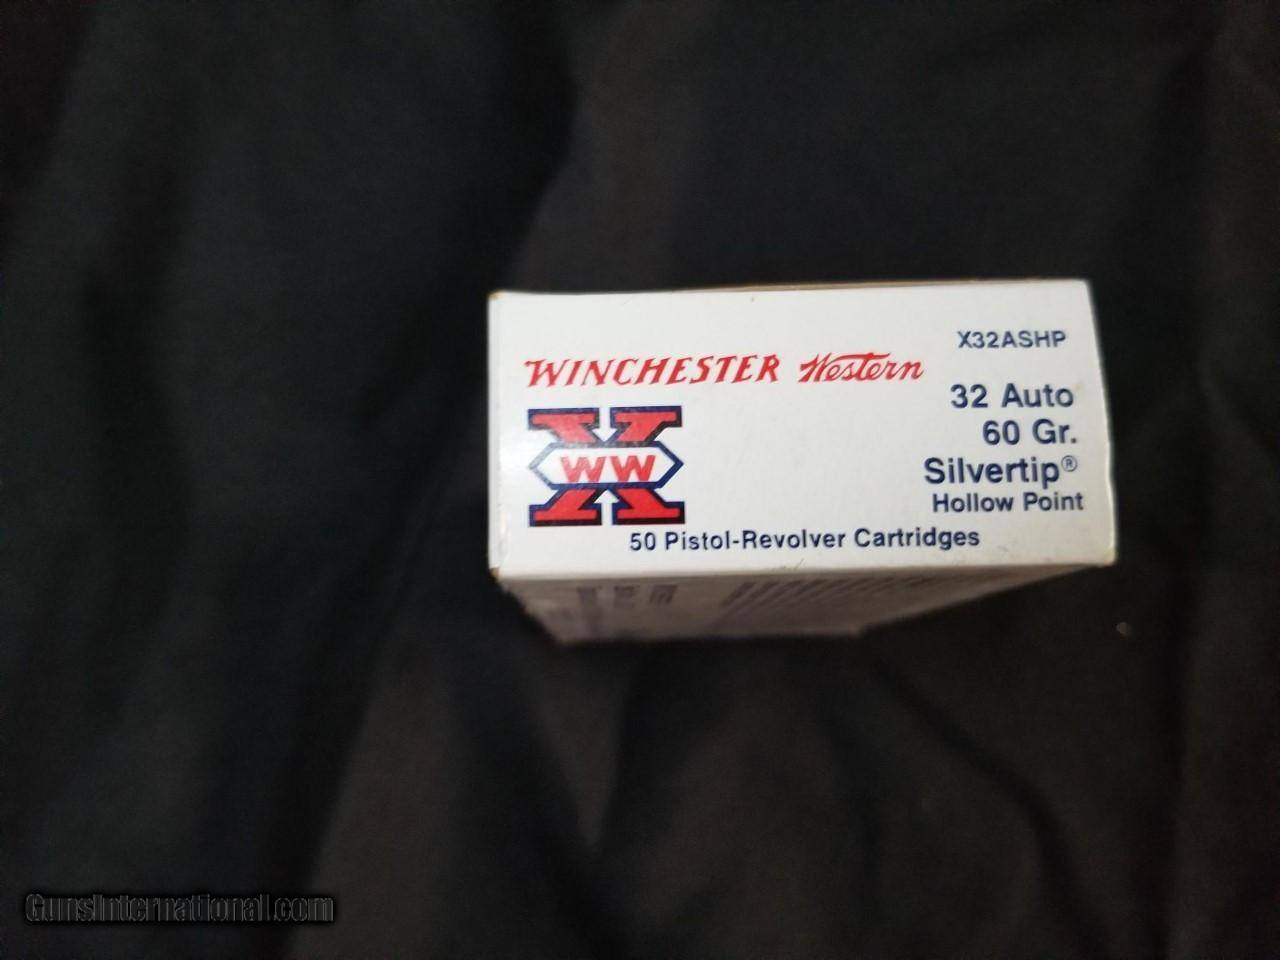 X32ASHP
WINCHESTER Western
32 Auto
60 Gr.
WW
Silvertip®
Hollow Point
50 Pistol-Revolver Cartridges
GunsInternational.com